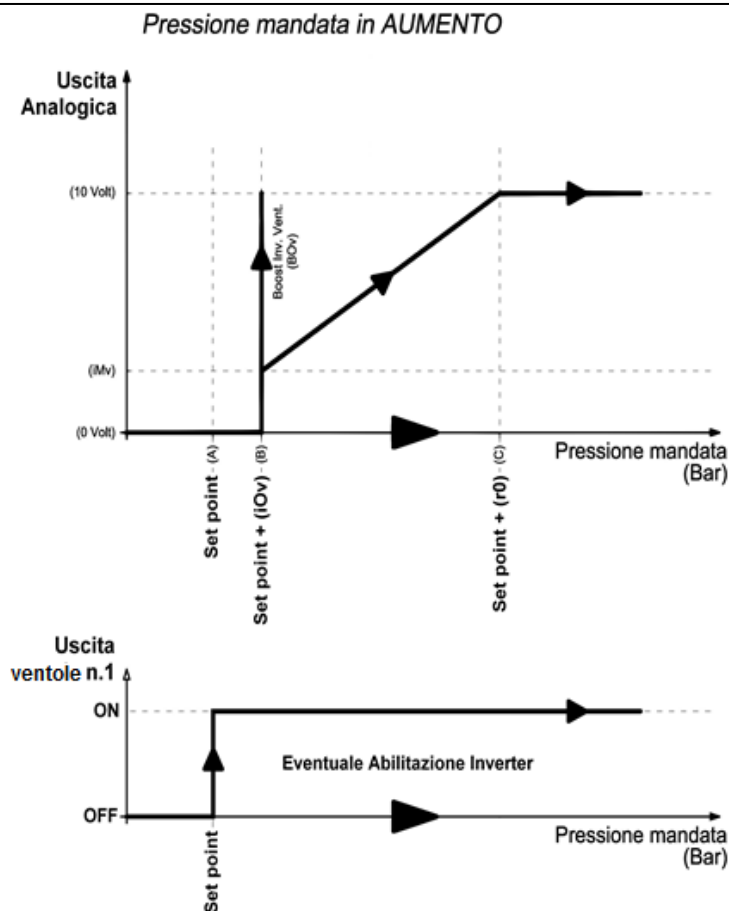 Pressione mandata in AUMENTO
Uscita
Analogica
(10 Volt)
Boost Inv. Vent.
(BOv)
(iMv)
(0 Volt)
Pressione mandata
(Bar)
Set point - (A)
Set point + (iOv) - (B)
Set point + (r0) - (C)
Uscita
ventole n.1
ON
Eventuale Abilitazione Inverter
OFF
Pressione mandata
(Bar)
Set point